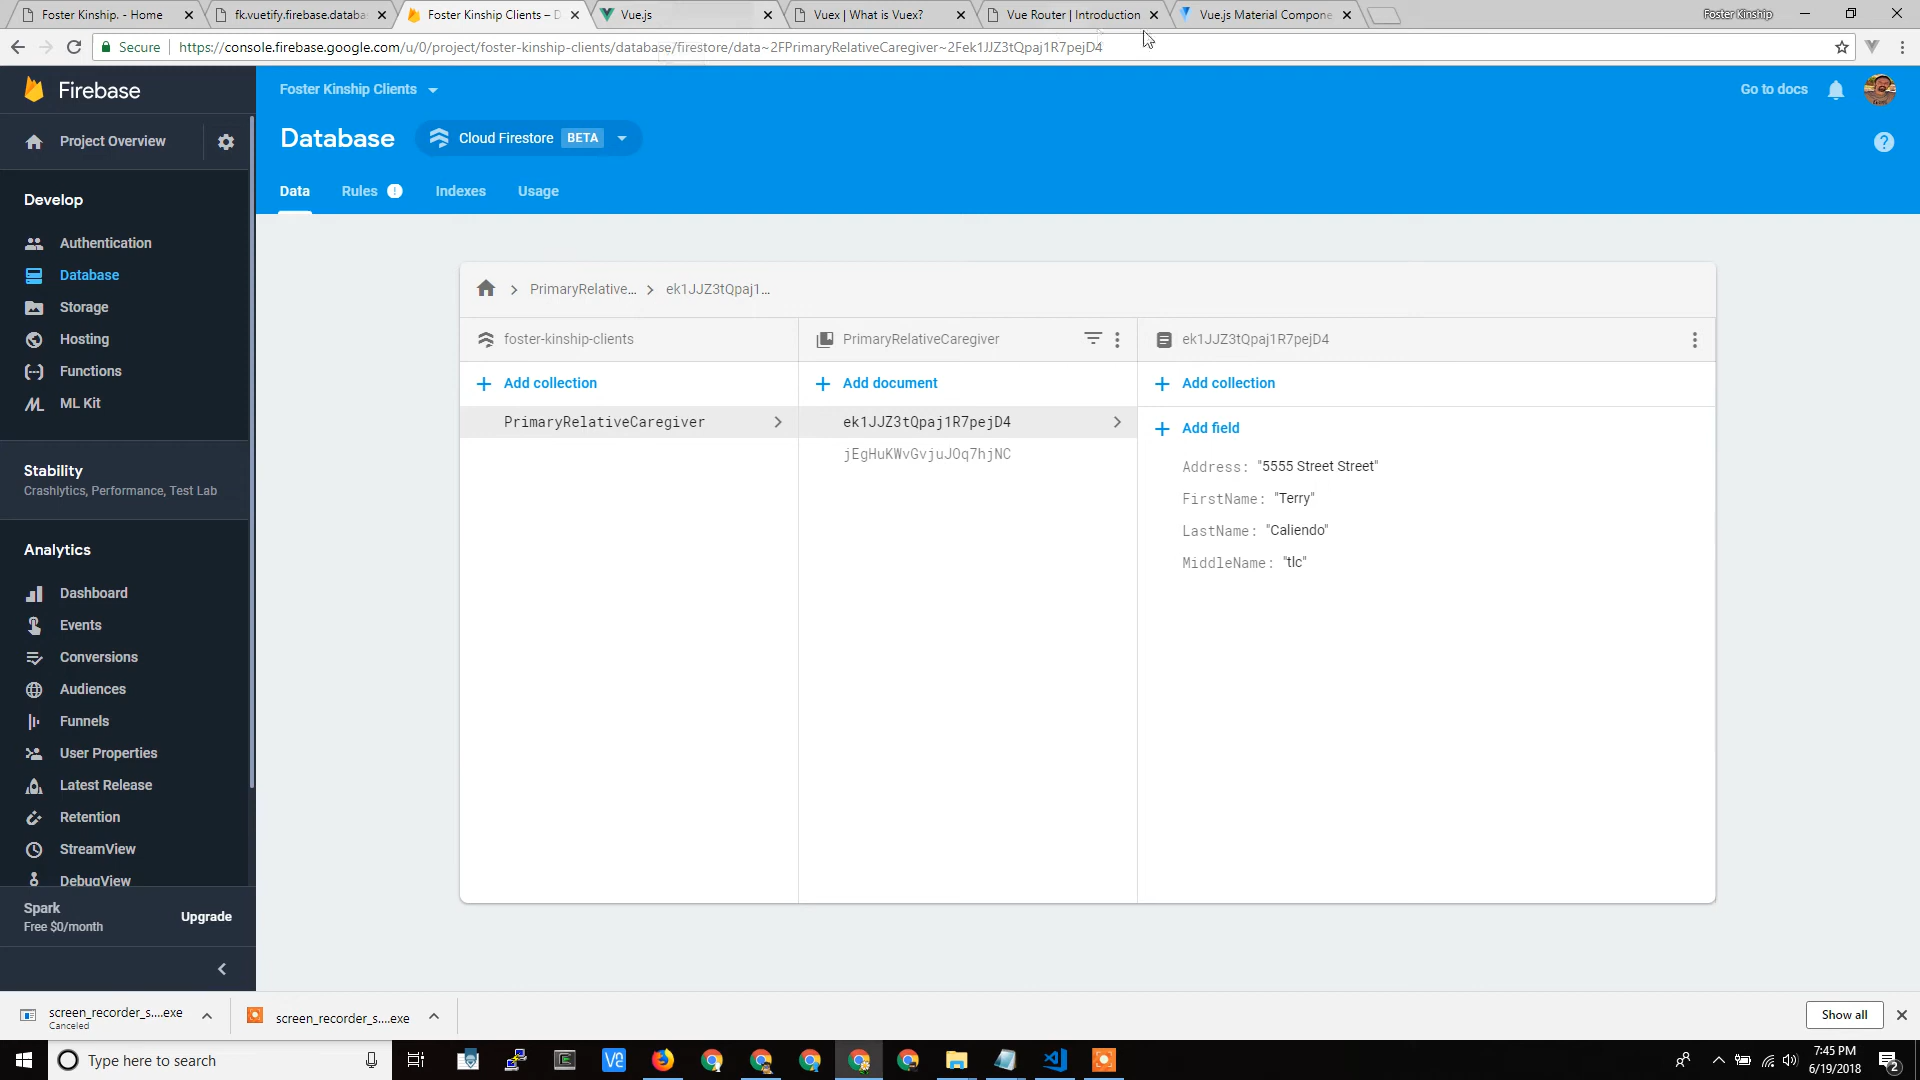 Foster Kinship. - Home
fk.vuetify.firebase.databa
Foster Kinship Clients – D
Vue.js
Vuex | What is Vuex?
Vue Router | Introduction
Vue.js Material Compone
Foster Kinship
Secure
https://console.firebase.google.com/u/0/project/foster-kinship-clients/database/firestore/data~2FPrimaryRelativeCaregiver~2Fek1JJZ3tQpaj1R7pejD4
Firebase
Foster Kinship Clients
Go to docs
Project Overview
Database
Cloud Firestore BETA
Data
Rules
Indexes
Usage
Develop
Authentication
Database
Storage
Hosting
Functions
ML Kit
Stability
Crashlytics, Performance, Test Lab
Analytics
Dashboard
Events
Conversions
Audiences
Funnels
User Properties
Latest Release
Retention
StreamView
DebugView
Spark
Free $0/month
Upgrade
PrimaryRelative...
ek1JJZ3tQpaj1...
foster-kinship-clients
PrimaryRelativeCaregiver
ek1JJZ3tQpaj1R7pejD4
Add collection
Add document
Add collection
PrimaryRelativeCaregiver
ek1JJZ3tQpaj1R7pejD4
jEgHuKWvGvjuJOq7hjNC
Add field
Address: "5555 Street Street"
FirstName: "Terry"
LastName: "Caliendo"
MiddleName: "tlc"
screen_recorder_s....exe
Canceled
screen_recorder_s....exe
Show all
Type here to search
7:45 PM
6/19/2018
2